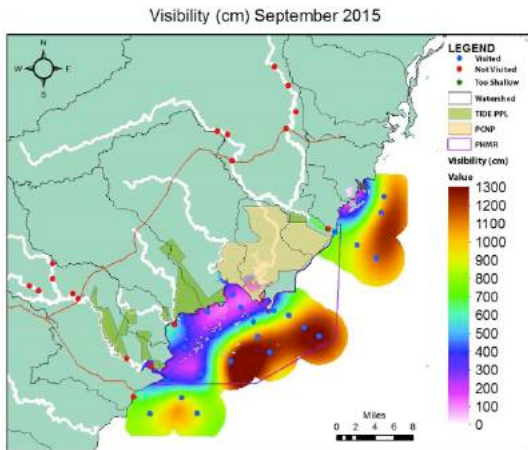 Visibility (cm) September 2015
N
W E
S
LEGEND
Visited
Not Visited
Too Shallow
Watershed
TIDE PPL
PCNP
PHMR
Visibility (cm)
Value
1300
1200
1100
1000
900
800
700
600
500
400
300
200
100
0
Miles
0 1 2 4 6 8